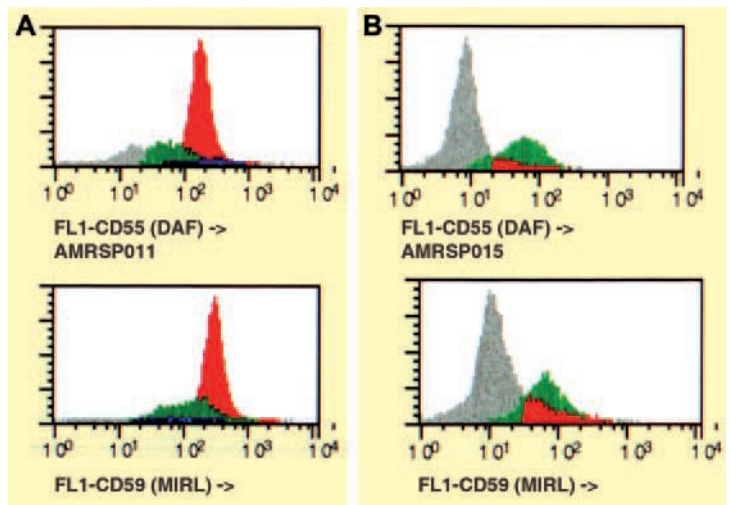 A
B
10⁰ 10¹ 10² 10³ 10⁴
FL1-CD55 (DAF) ->
AMRSP011
10⁰ 10¹ 10² 10³ 10⁴
FL1-CD55 (DAF) ->
AMRSP015
10⁰ 10¹ 10² 10³ 10⁴
FL1-CD59 (MIRL) ->
10⁰ 10¹ 10² 10³ 10⁴
FL1-CD59 (MIRL) ->